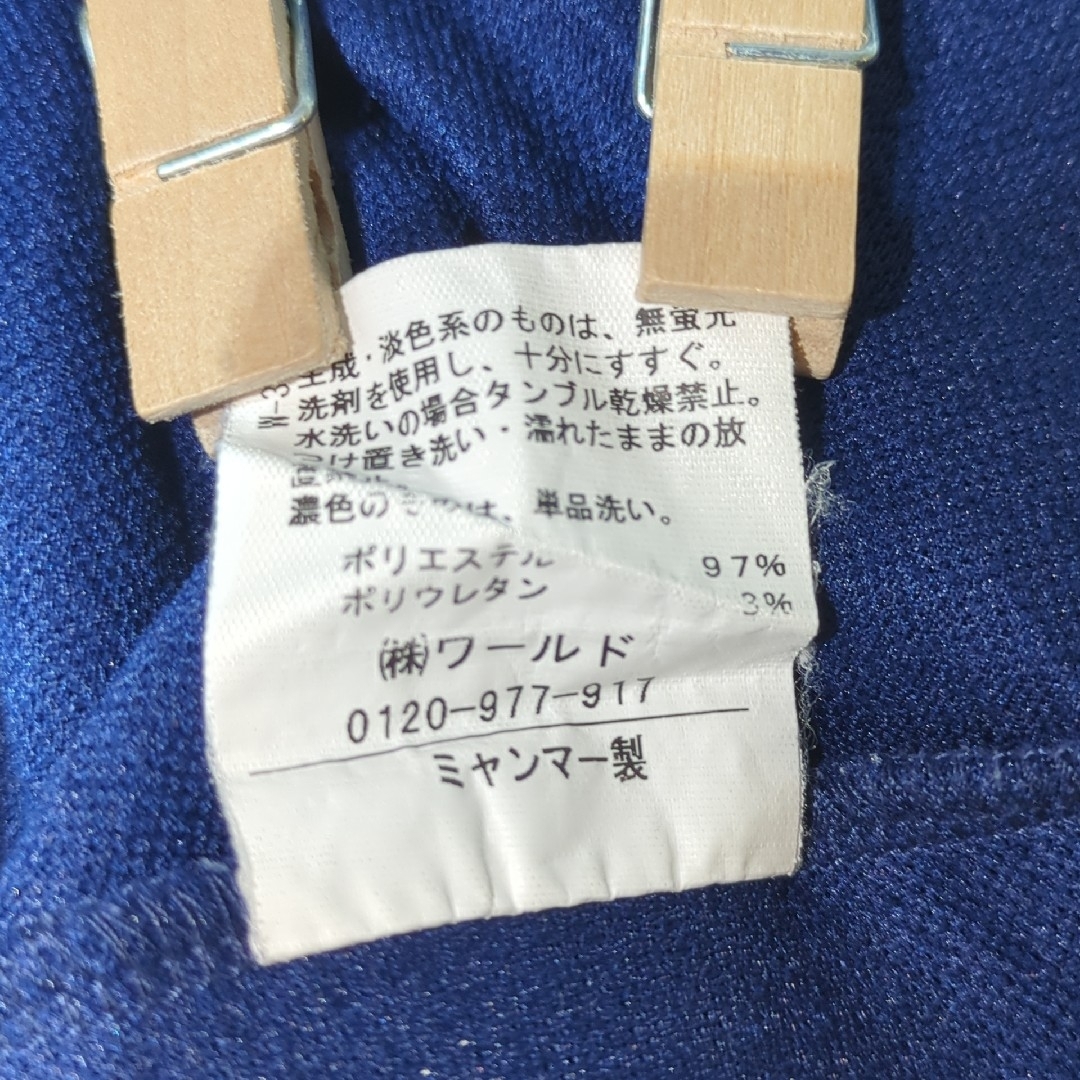 W-3
生成・淡色系のものは、無蛍光
洗剤を使用し、十分にすすぐ。
水洗いの場合タンブル乾燥禁止。
け置き洗い・濡れたままの放
濃色のものは、単品洗い。
ポリエステル 97%
ポリウレタン 3%
㈱ワールド
0120-977-917
ミャンマー製